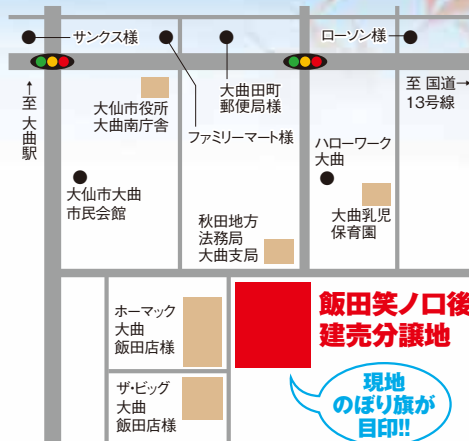 サンクス様
ローソン様
←至 大曲駅
大仙市役所
大曲南庁舎
大曲田町
郵便局様
至 国道→
13号線
ファミリーマート様
ハローワーク
大曲
大仙市大曲
市民会館
秋田地方
法務局
大曲支局
大曲乳児
保育園
ホーマック
大曲
飯田店様
飯田笑ノ口後
建売分譲地
ザ・ビッグ
大曲
飯田店様
現地
のぼり旗が
目印!!